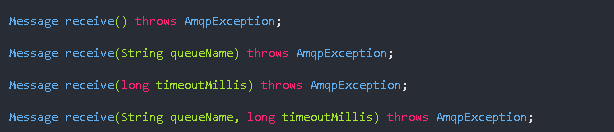 Message receive() throws AmqpException;
Message receive(String queueName) throws AmqpException;
Message receive(long timeoutMillis) throws AmqpException;
Message receive(String queueName, long timeoutMillis) throws AmqpException;